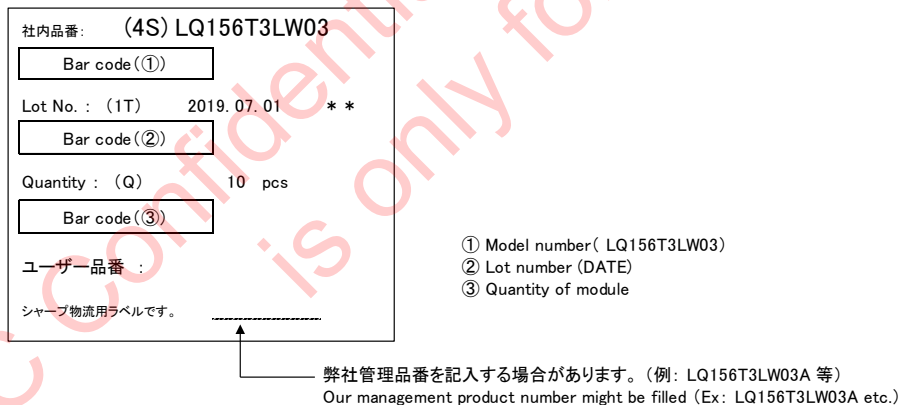 社内品番: (4S) LQ156T3LW03
Bar code(①)
Lot No. : (1T) 2019. 07. 01 * *
Bar code(②)
Quantity : (Q) 10 pcs
Bar code(③)
ユーザー品番 :
シャープ物流用ラベルです。
① Model number( LQ156T3LW03)
② Lot number (DATE)
③ Quantity of module
弊社管理品番を記入する場合があります。(例: LQ156T3LW03A 等)
Our management product number might be filled (Ex: LQ156T3LW03A etc.)
C Confidential
is only fo